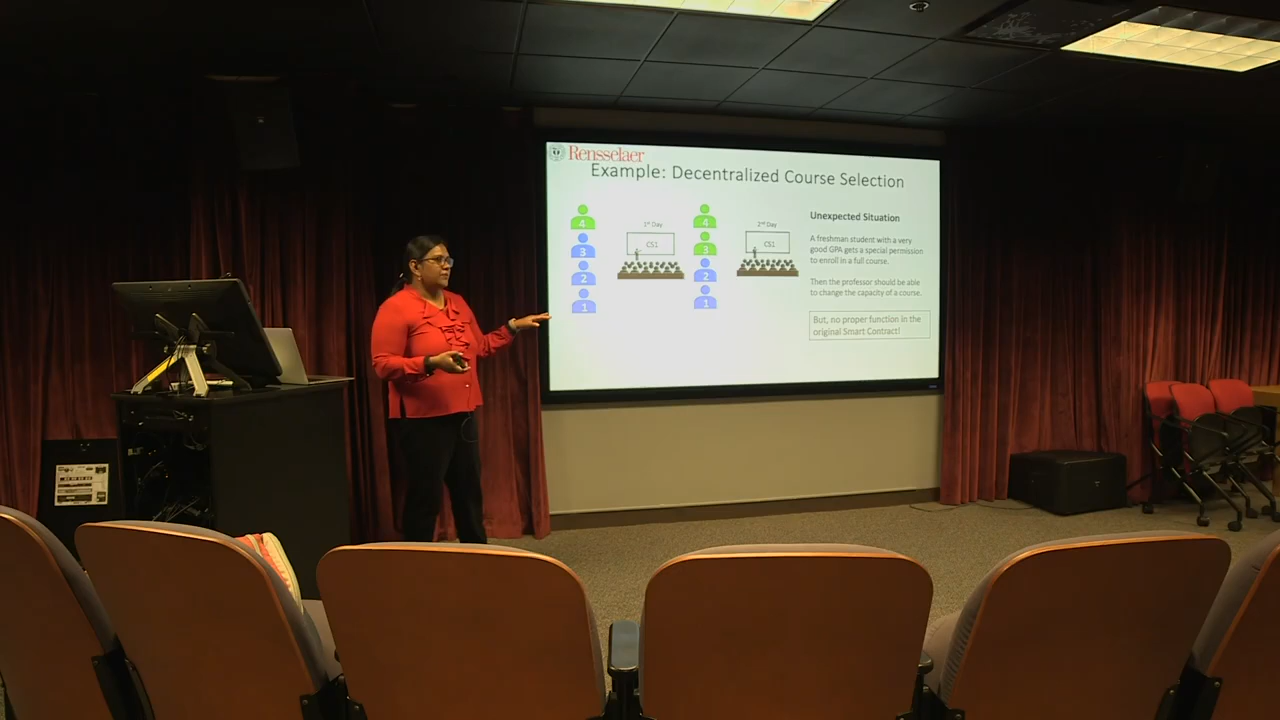 Rensselaer
Example: Decentralized Course Selection
4
3
2
1
1st Day
CS1
4
3
2
1
2nd Day
CS1
Unexpected Situation
A freshman student with a very
good GPA gets a special permission
to enroll in a full course.
Then the professor should be able
to change the capacity of a course.
But, no proper function in the
original Smart Contract!